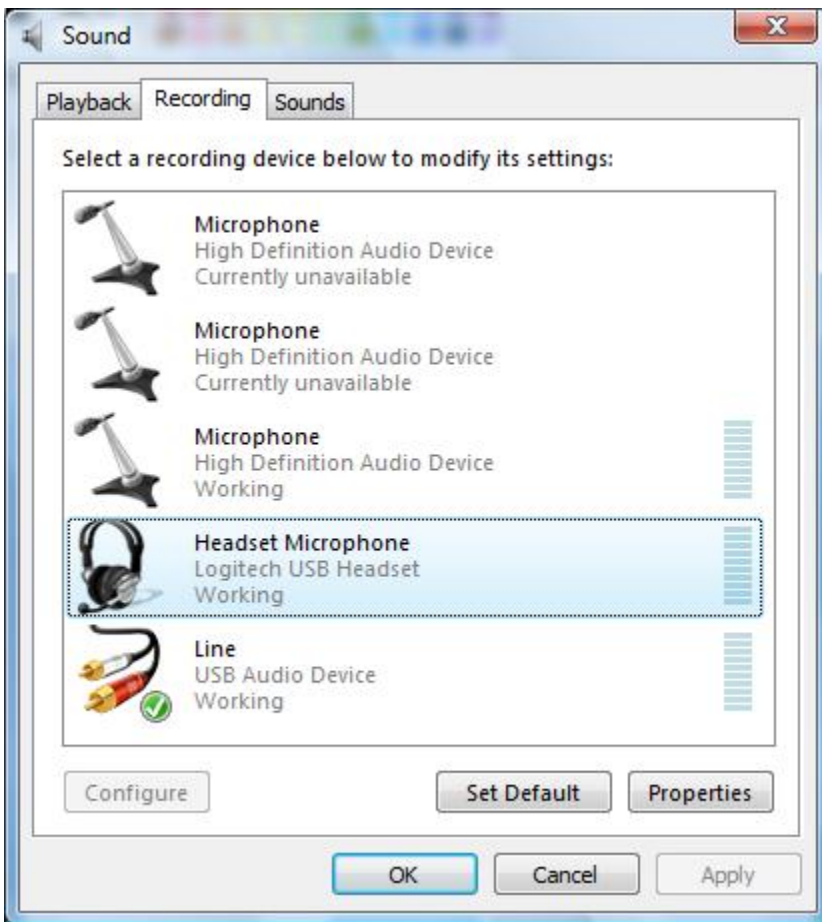 Sound
Playback Recording Sounds
Select a recording device below to modify its settings:
Microphone
High Definition Audio Device
Currently unavailable
Microphone
High Definition Audio Device
Currently unavailable
Microphone
High Definition Audio Device
Working
Headset Microphone
Logitech USB Headset
Working
Line
USB Audio Device
Working
Configure Set Default Properties
OK Cancel Apply